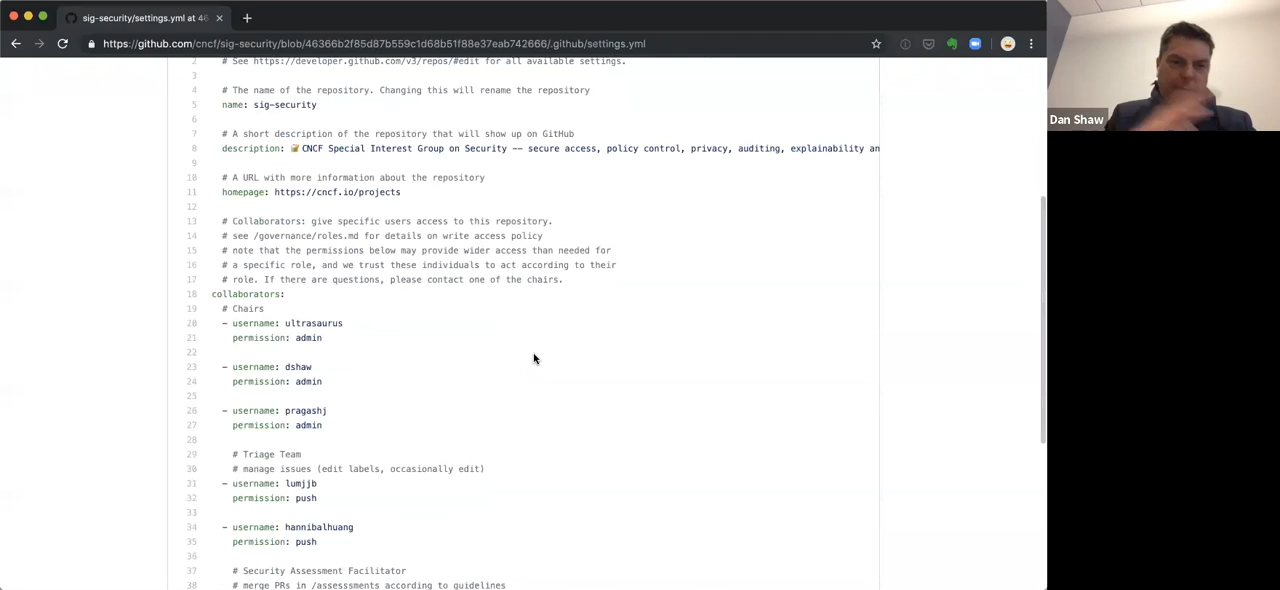 sig-security/settings.yml at 46
https://github.com/cncf/sig-security/blob/46366b2f85d87b559c1d68b51f88e37eab742666/.github/settings.yml
Dan Shaw
2 # See https://developer.github.com/v3/repos/#edit for all available settings.
3
4 # The name of the repository. Changing this will rename the repository
5 name: sig-security
6
7 # A short description of the repository that will show up on GitHub
8 description: 📝CNCF Special Interest Group on Security -- secure access, policy control, privacy, auditing, explainability an
9
10 # A URL with more information about the repository
11 homepage: https://cncf.io/projects
12
13 # Collaborators: give specific users access to this repository.
14 # see /governance/roles.md for details on write access policy
15 # note that the permissions below may provide wider access than needed for
16 # a specific role, and we trust these individuals to act according to their
17 # role. If there are questions, please contact one of the chairs.
18 collaborators:
19 # Chairs
20 - username: ultrasaurus
21 permission: admin
22
23 - username: dshaw
24 permission: admin
25
26 - username: pragashj
27 permission: admin
28
29 # Triage Team
30 # manage issues (edit labels, occasionally edit)
31 - username: lumjjb
32 permission: push
33
34 - username: hannibalhuang
35 permission: push
36
37 # Security Assessment Facilitator
38 # merge PRs in /assesssments according to guidelines